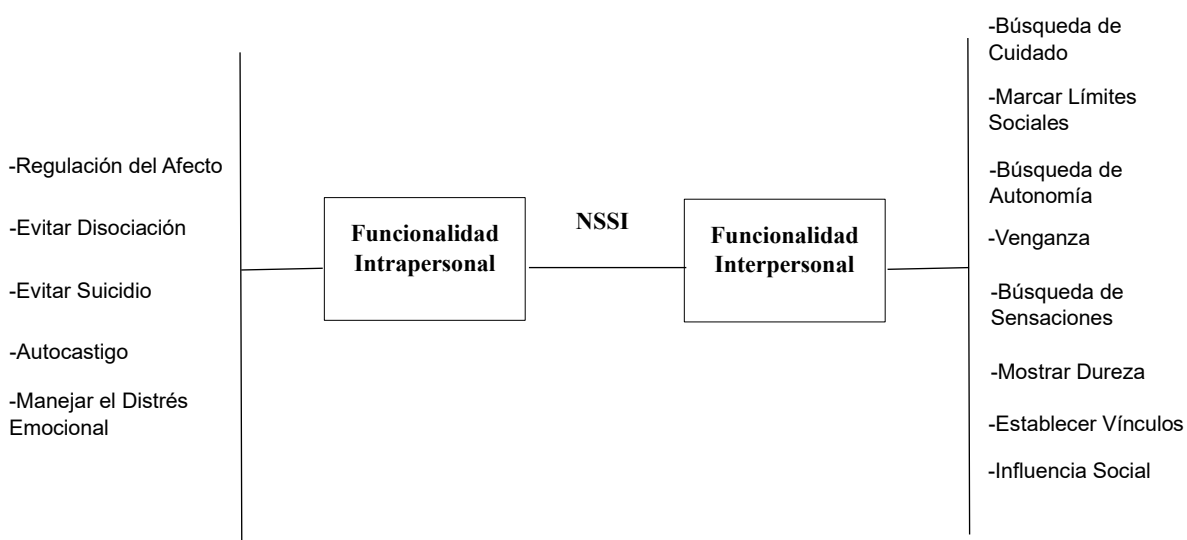 -Regulación del Afecto
-Evitar Disociación
-Evitar Suicidio
-Autocastigo
-Manejar el Distrés
Emocional
Funcionalidad
Intrapersonal
NSSI
Funcionalidad
Interpersonal
-Búsqueda de
Cuidado
-Marcar Límites
Sociales
-Búsqueda de
Autonomía
-Venganza
-Búsqueda de
Sensaciones
-Mostrar Dureza
-Establecer Vínculos
-Influencia Social